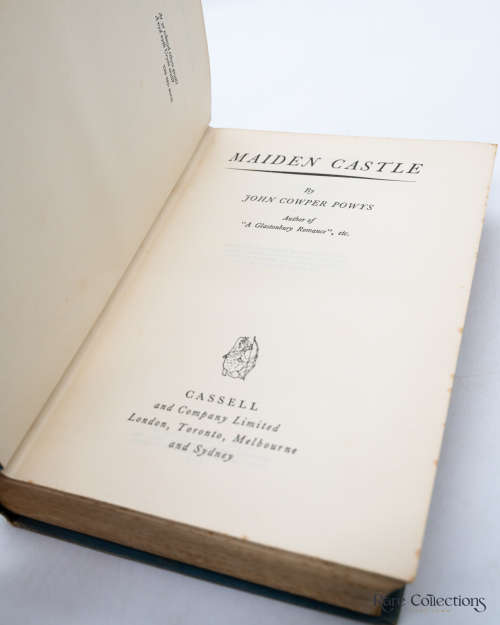 MAIDEN CASTLE
By
JOHN COWPER POWYS
Author of
"A Glastonbury Romance", etc.
CASSELL
and Company Limited
London, Toronto, Melbourne
and Sydney
Rare Collections